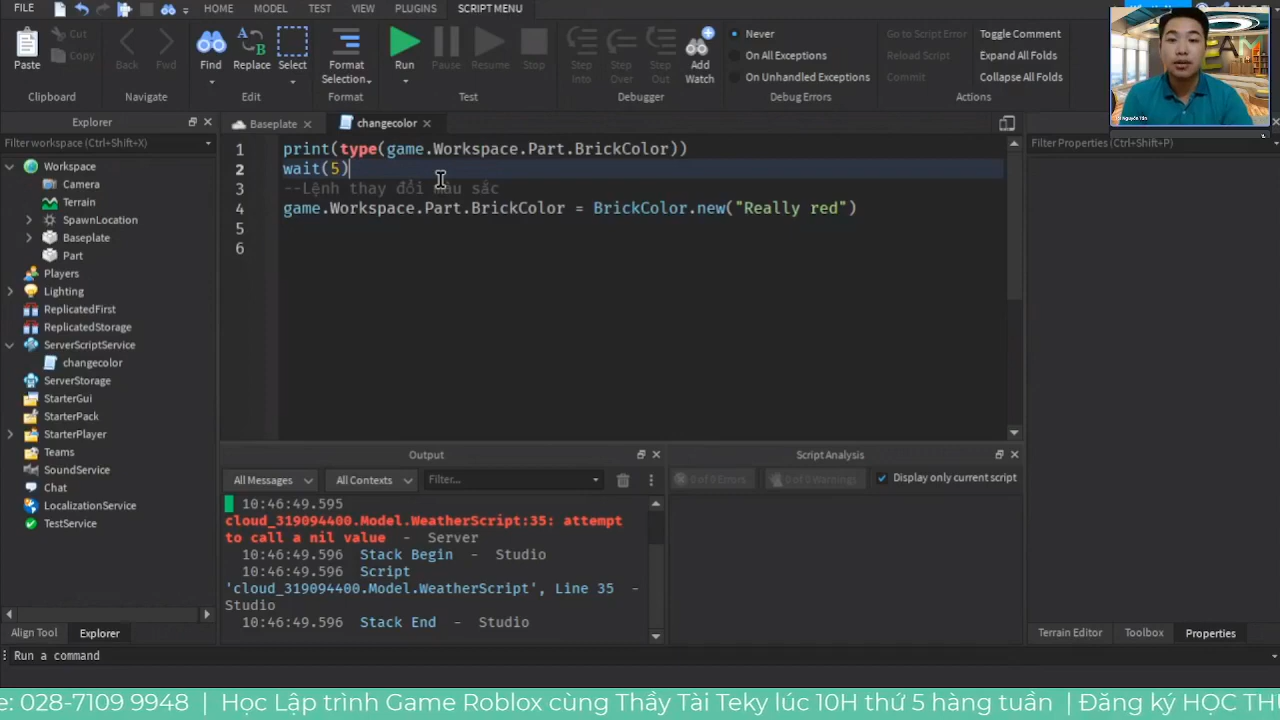 FILE
HOME
MODEL
TEST
VIEW
PLUGINS
SCRIPT MENU
Paste
Cut
Copy
Clipboard
Back
Fwd
Navigate
Find
Replace
Select
Edit
Format
Selection
Format
Run
Pause
Resume
Stop
Test
Step
Into
Step
Over
Step
Out
Add
Watch
Debugger
Never
On All Exceptions
On Unhandled Exceptions
Debug Errors
Go to Script Error
Reload Script
Commit
Toggle Comment
Expand All Folds
Collapse All Folds
Actions
Explorer
Filter workspace (Ctrl+Shift+X)
Workspace
Camera
Terrain
SpawnLocation
Baseplate
Part
Players
Lighting
ReplicatedFirst
ReplicatedStorage
ServerScriptService
changecolor
ServerStorage
StarterGui
StarterPack
StarterPlayer
Teams
SoundService
Chat
LocalizationService
TestService
Align Tool
Explorer
Baseplate
changecolor
1 print(type(game.Workspace.Part.BrickColor))
2 wait(5)
3 --Lệnh thay đổi màu sắc
4 game.Workspace.Part.BrickColor = BrickColor.new("Really red")
5
6
Output
All Messages
All Contexts
Filter...
10:46:49.595
cloud_319094400.Model.WeatherScript:35: attempt
to call a nil value - Server
10:46:49.596 Stack Begin - Studio
10:46:49.596 Script
'cloud_319094400.Model.WeatherScript', Line 35 -
Studio
10:46:49.596 Stack End - Studio
Script Analysis
0 of 0 Errors
0 of 0 Warnings
Display only current script
Filter Properties (Ctrl+Shift+P)
Terrain Editor
Toolbox
Properties
Run a command
e: 028-7109 9948 | Học Lập trình Game Roblox cùng Thầy Tài Teky lúc 10H thứ 5 hàng tuần | Đăng ký HỌC TH